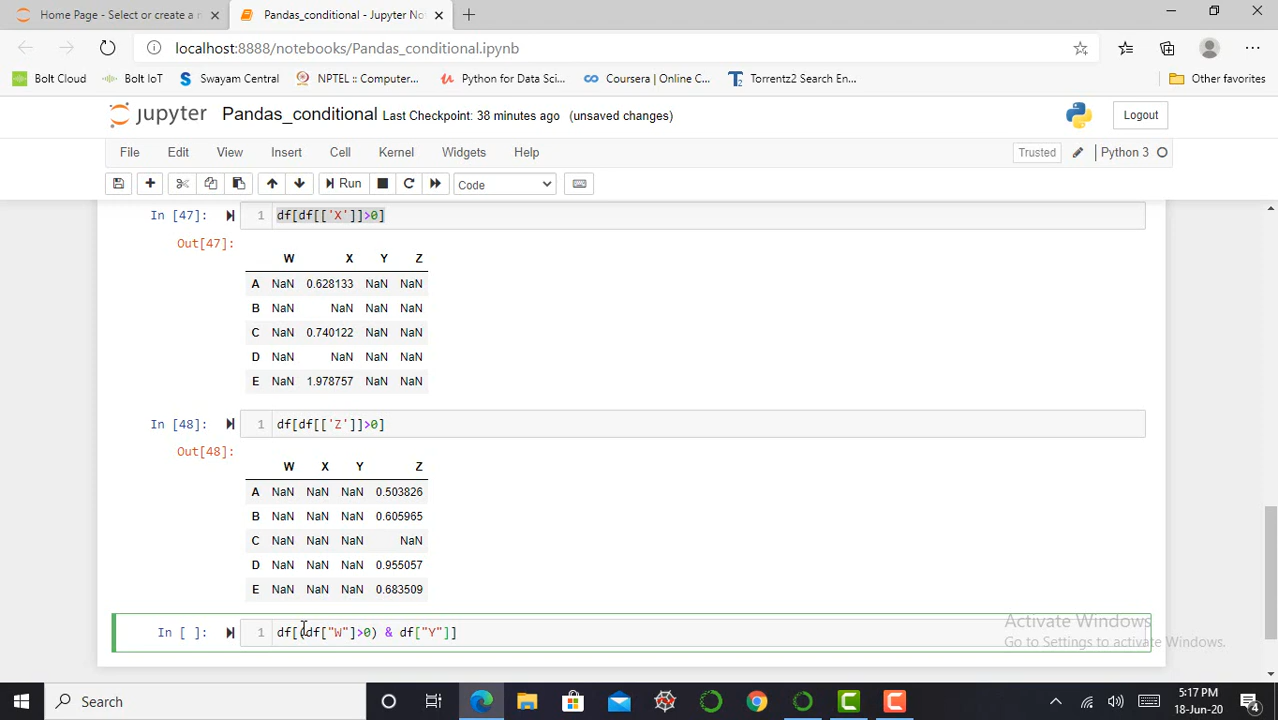 Home Page - Select or create a n
Pandas_conditional - Jupyter Not
localhost:8888/notebooks/Pandas_conditional.ipynb
Bolt Cloud
Bolt IoT
Swayam Central
NPTEL :: Computer...
Python for Data Sci...
Coursera | Online C...
Torrentz2 Search En...
Other favorites
jupyter Pandas_conditional Last Checkpoint: 38 minutes ago (unsaved changes)
Logout
File Edit View Insert Cell Kernel Widgets Help
Trusted
Python 3
Run
Code
In [47]: 1 df[df[['X']]>0]
Out[47]:
W X Y Z
A NaN 0.628133 NaN NaN
B NaN NaN NaN NaN
C NaN 0.740122 NaN NaN
D NaN NaN NaN NaN
E NaN 1.978757 NaN NaN
In [48]: 1 df[df[['Z']]>0]
Out[48]:
W X Y Z
A NaN NaN NaN 0.503826
B NaN NaN NaN 0.605965
C NaN NaN NaN NaN
D NaN NaN NaN 0.955057
E NaN NaN NaN 0.683509
In [ ]: 1 df[(df["W"]>0) & df["Y"]]
Activate Windows
Go to Settings to activate Windows.
Search
5:17 PM
18-Jun-20
4